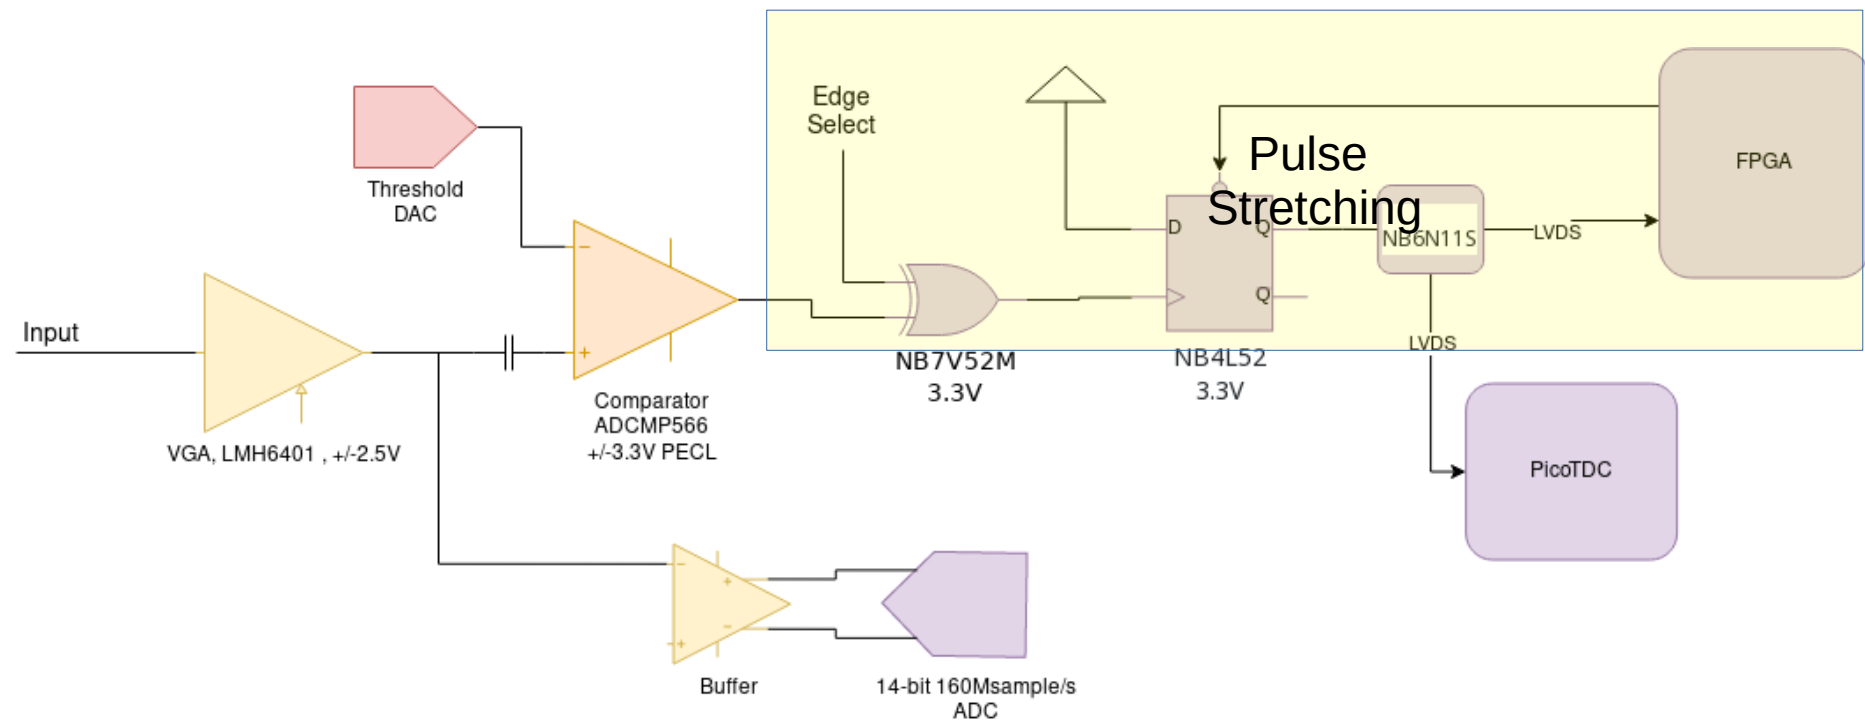 Edge
Select
Pulse
Stretching
FPGA
Threshold
DAC
D
Q
NB6N11S
LVDS
Q
Input
LVDS
NB7V52M
3.3V
NB4L52
3.3V
Comparator
ADCMP566
+/-3.3V PECL
VGA, LMH6401 , +/-2.5V
PicoTDC
Buffer
14-bit 160Msample/s
ADC